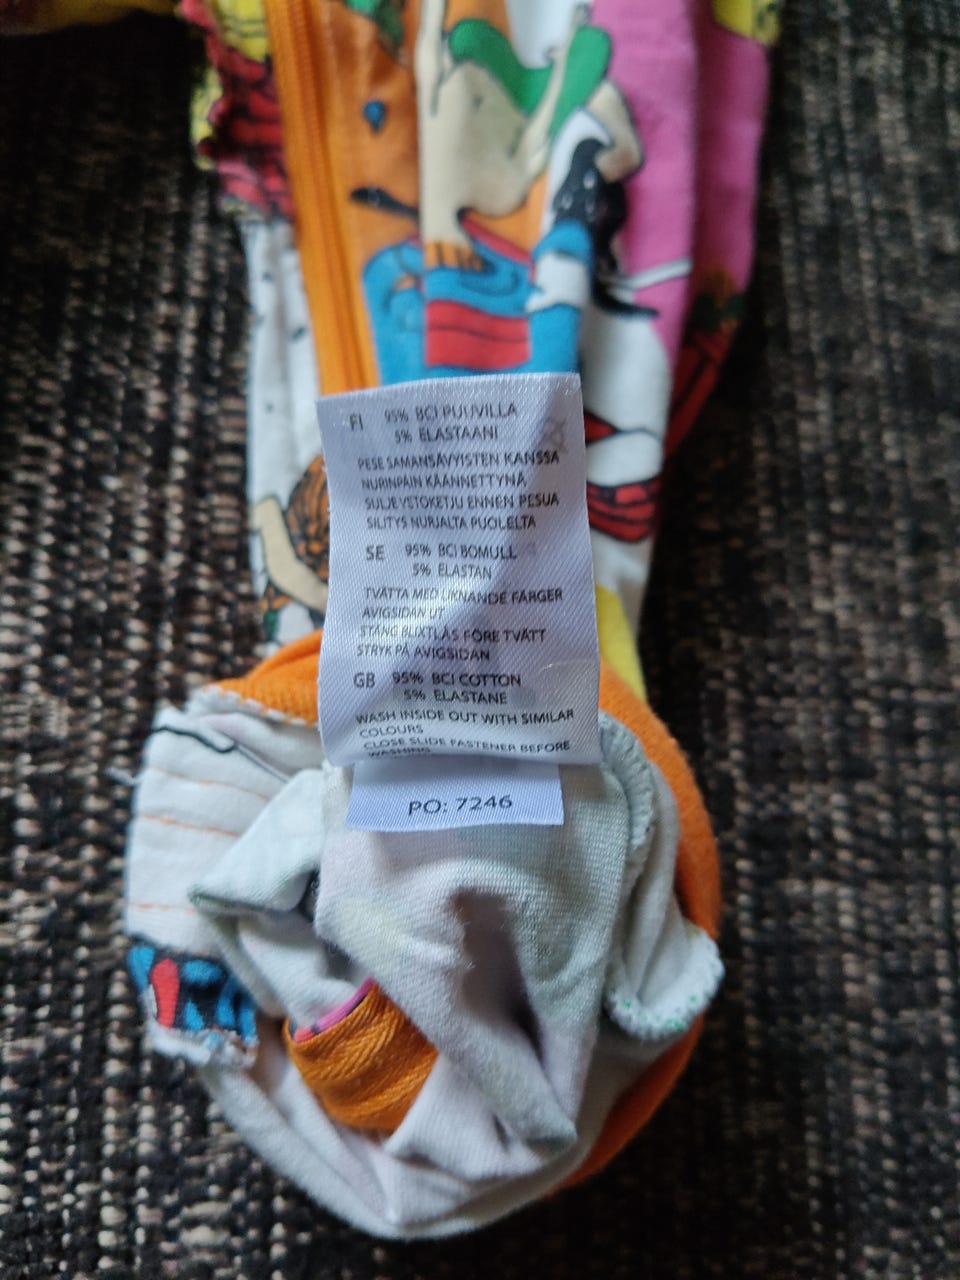 FI 95% BCI PUUVILLA
5% ELASTAANI
PESE SAMANSÄVYISTEN KANSSA
NURINPÄIN KÄÄNNETTYNÄ
SULJE VETOKETJU ENNEN PESUA
SILITYS NURJALTA PUOLELTA
SE 95% BCI BOMULL
5% ELASTAN
TVÄTTA MED LIKNANDE FÄRGER
AVIGSIDAN UT
STÄNG BLIXTLÅS FÖRE TVÄTT
STRYK PÅ AVIGSIDAN
GB 95% BCI COTTON
5% ELASTANE
WASH INSIDE OUT WITH SIMILAR
COLOURS
CLOSE SLIDE FASTENER BEFORE
WASHING
PO: 7246